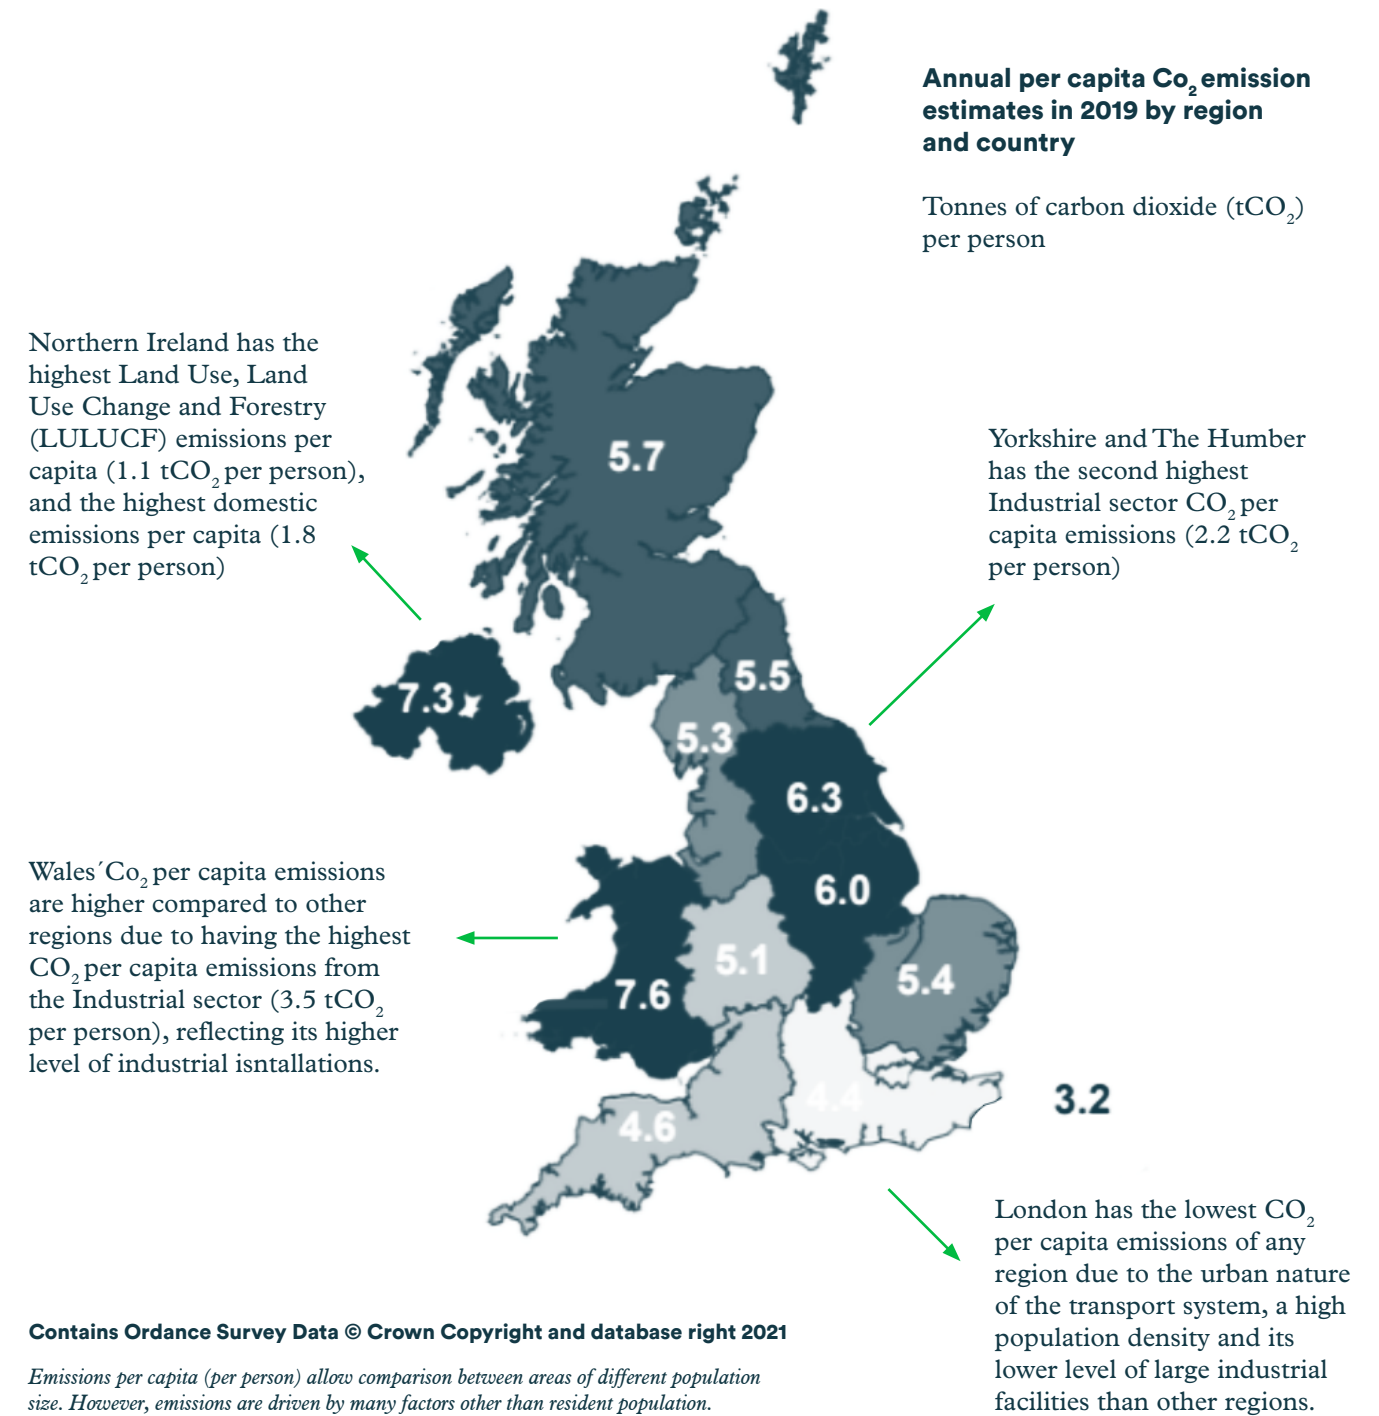 Annual per capita Co₂ emission
estimates in 2019 by region
and country
Tonnes of carbon dioxide (tCO₂)
per person
Northern Ireland has the
highest Land Use, Land
Use Change and Forestry
(LULUCF) emissions per
capita (1.1 tCO₂ per person),
and the highest domestic
emissions per capita (1.8
tCO₂ per person)
5.7
Yorkshire and The Humber
has the second highest
Industrial sector CO₂ per
capita emissions (2.2 tCO₂
per person)
5.5
7.3
5.3
6.3
6.0
Wales´Co₂ per capita emissions
are higher compared to other
regions due to having the highest
CO₂ per capita emissions from
the Industrial sector (3.5 tCO₂
per person), reflecting its higher
level of industrial isntallations.
5.1
5.4
7.6
4.4
3.2
4.6
London has the lowest CO₂
per capita emissions of any
region due to the urban nature
of the transport system, a high
population density and its
lower level of large industrial
facilities than other regions.
Contains Ordance Survey Data © Crown Copyright and database right 2021
Emissions per capita (per person) allow comparison between areas of different population
size. However, emissions are driven by many factors other than resident population.